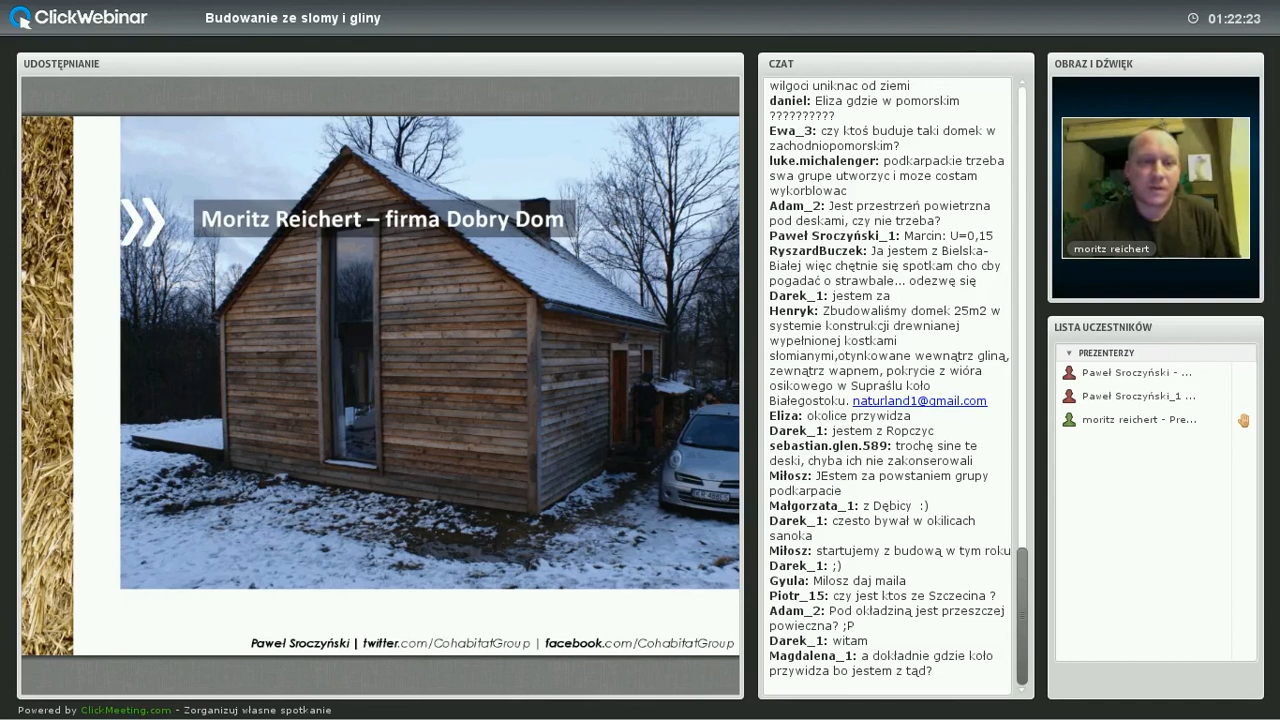 ClickWebinar
Budowanie ze slomy i gliny
01:22:23
UDOSTĘPNIANIE
Moritz Reichert – firma Dobry Dom
Paweł Sroczyński | twitter.com/CohabitatGroup | facebook.com/CohabitatGroup
CZAT
wilgoci uniknac od ziemi
daniel: Eliza gdzie w pomorskim
??????????
Ewa_3: czy ktoś buduje taki domek w
zachodniopomorskim?
luke.michalenger: podkarpackie trzeba
swa grupe utworzyc i moze costam
wykorblowac
Adam_2: Jest przestrzeń powietrzna
pod deskami, czy nie trzeba?
Paweł Sroczyński_1: Marcin: U=0,15
RyszardBuczek: Ja jestem z Bielska-
Białej więc chętnie się spotkam cho cby
pogadać o strawbale... odezwę się
Darek_1: jestem za
Henryk: Zbudowaliśmy domek 25m2 w
systemie konstrukcji drewnianej
wypełnionej kostkami
słomianymi,otynkowane wewnątrz gliną,
zewnątrz wapnem, pokrycie z wióra
osikowego w Supraślu koło
Białegostoku. naturland1@gmail.com
Eliza: okolice przywidza
Darek_1: jestem z Ropczyc
sebastian.glen.589: trochę sine te
deski, chyba ich nie zakonserowali
Miłosz: JEstem za powstaniem grupy
podkarpacie
Małgorzata_1: z Dębicy :)
Darek_1: czesto bywał w okilicach
sanoka
Miłosz: startujemy z budową w tym roku
Darek_1: ;)
Gyula: Milosz daj maila
Piotr_15: czy jest ktos ze Szczecina ?
Adam_2: Pod okładziną jest przeszczej
powieczna? ;P
Darek_1: witam
Magdalena_1: a dokładnie gdzie koło
przywidza bo jestem z tąd?
OBRAZ I DŹWIĘK
moritz reichert
LISTA UCZESTNIKÓW
PREZENTERZY
Paweł Sroczyński - ...
Paweł Sroczyński_1 ...
moritz reichert - Pre...
Powered by ClickMeeting.com - Zorganizuj własne spotkanie